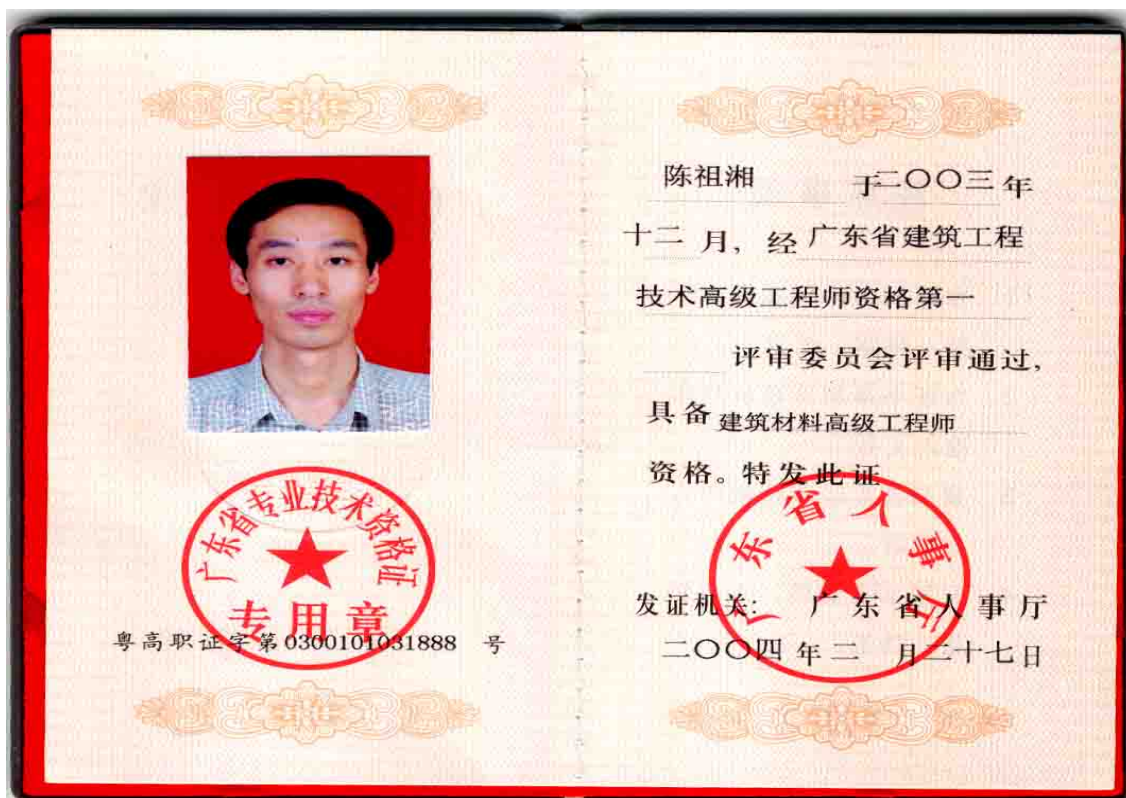 广东省专业技术资格证
专用章
粤高职证字第0300101031888 号
陈祖湘 于二〇〇三年
十二月，经广东省建筑工程
技术高级工程师资格第一
评审委员会评审通过，
具备建筑材料高级工程师
资格。特发此证
广东省人事厅
发证机关：广东省人事厅
二〇〇四年二月二十七日